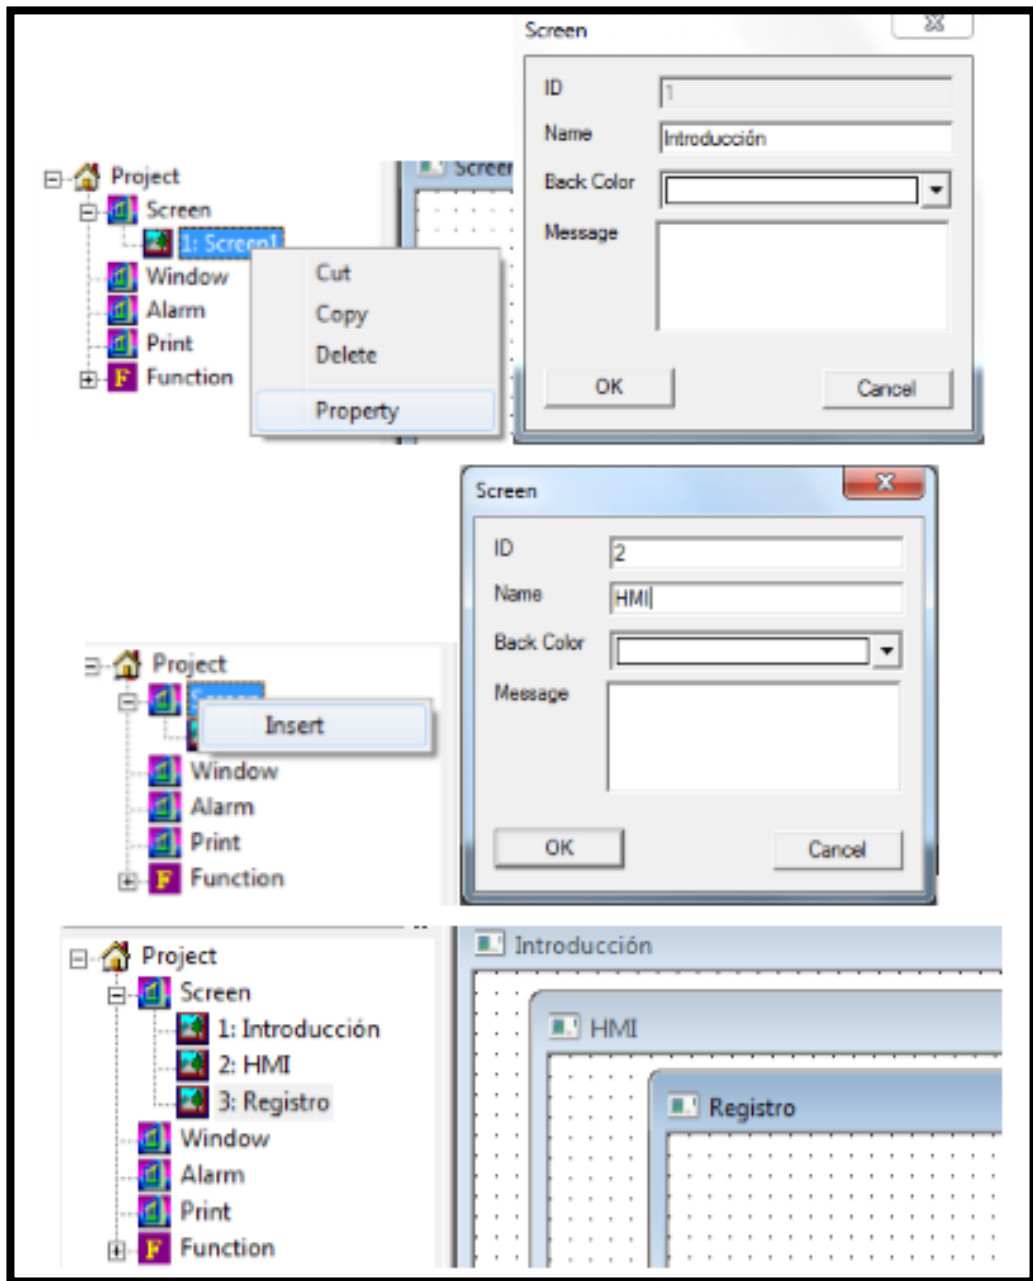 Screen
ID
1
Name
Introducción
Back Color
Message
OK
Cancel
Project
Screen
1: Screen1
Window
Alarm
Print
Function
Cut
Copy
Delete
Property
Screen
Screen
ID
2
Name
HMI
Back Color
Message
OK
Cancel
Project
Insert
Window
Alarm
Print
Function
Project
Screen
1: Introducción
2: HMI
3: Registro
Window
Alarm
Print
Function
Introducción
HMI
Registro